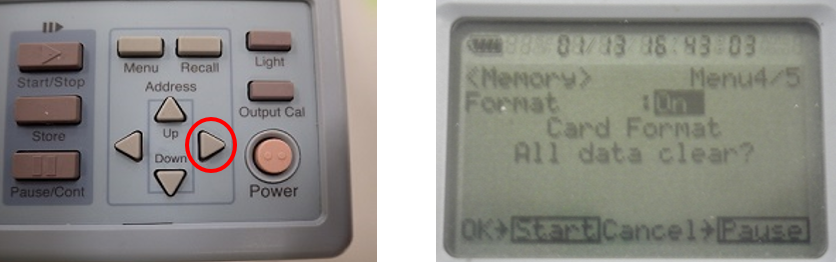 Menu Recall Light
Start/Stop
Address
Output Cal
Store
Up
Down
Pause/Cont
Power
01/13 16:43 03
<Memory> Menu4/5
Format :On
Card Format
All data clear?
OK→Start Cancel→Pause